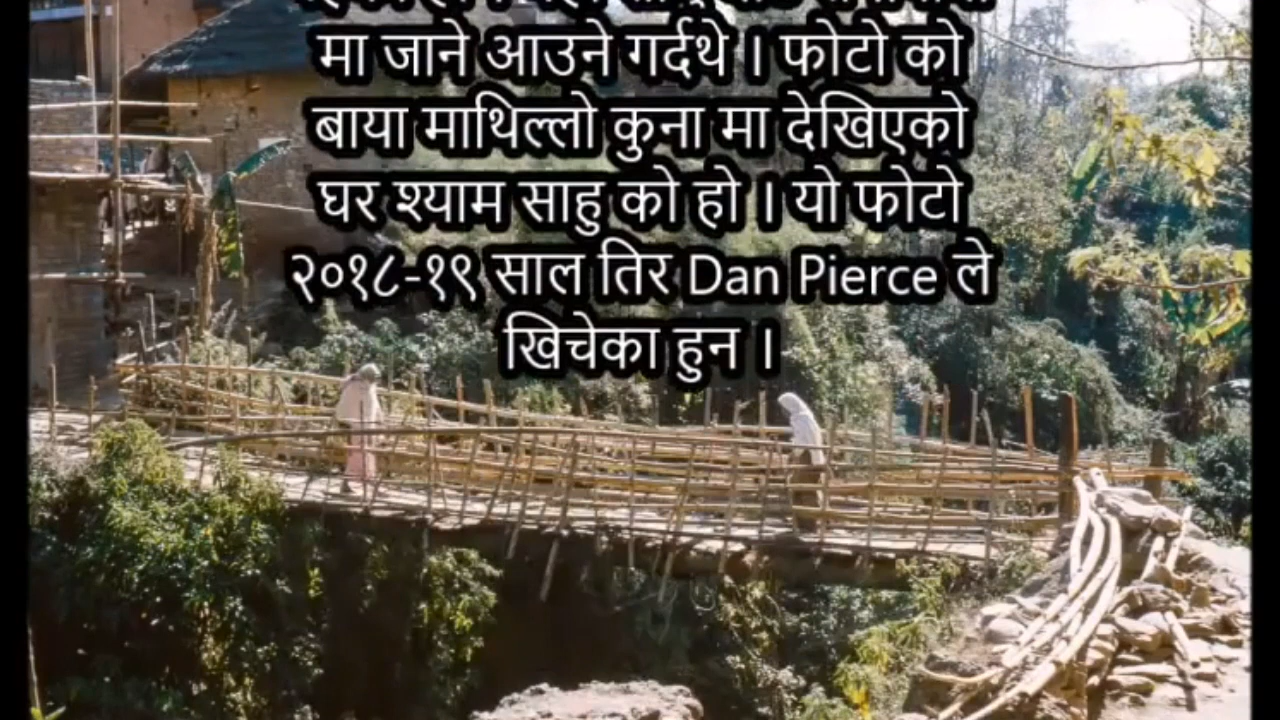 मा जाने आउने गर्दथे । फोटो को
बाया माथिल्लो कुना मा देखिएको
घर श्याम साहु को हो । यो फोटो
२०१८-१९ साल तिर Dan Pierce ले
खिचेका हुन ।